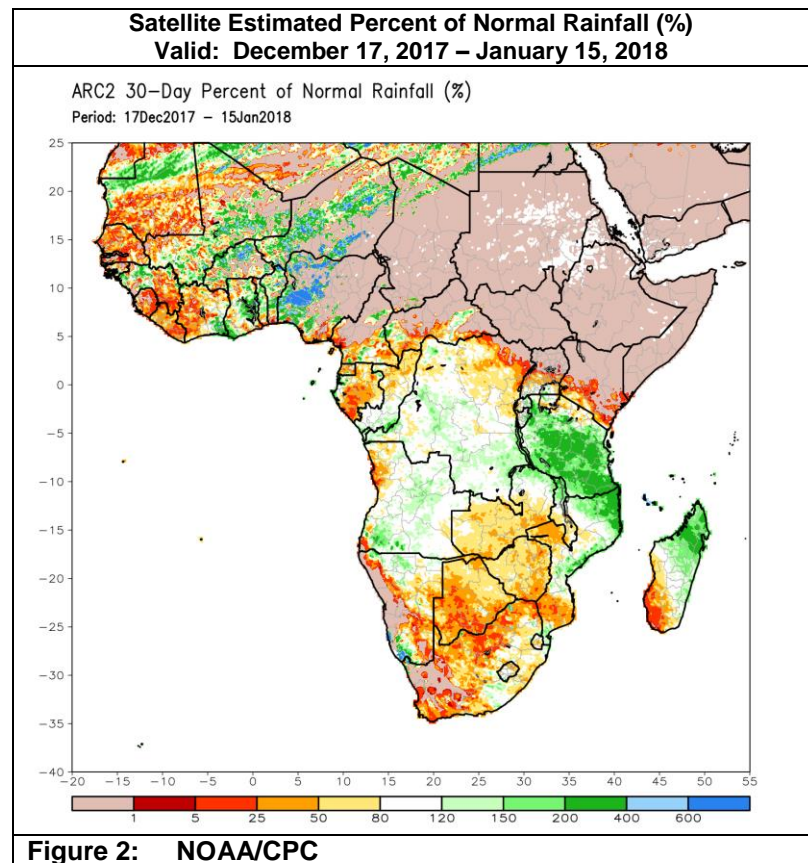 Satellite Estimated Percent of Normal Rainfall (%)
Valid: December 17, 2017 – January 15, 2018
ARC2 30-Day Percent of Normal Rainfall (%)
Period: 17Dec2017 - 15Jan2018
25
20
15
10
5
0
-5
-10
-15
-20
-25
-30
-35
-40
-20 -15 -10 -5 0 5 10 15 20 25 30 35 40 45 50 55
1 5 25 50 80 120 150 200 400 600
Figure 2: NOAA/CPC